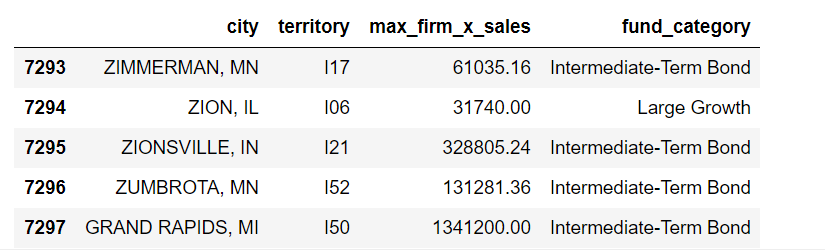 city territory max_firm_x_sales fund_category
7293 ZIMMERMAN, MN I17 61035.16 Intermediate-Term Bond
7294 ZION, IL I06 31740.00 Large Growth
7295 ZIONSVILLE, IN I21 328805.24 Intermediate-Term Bond
7296 ZUMBROTA, MN I52 131281.36 Intermediate-Term Bond
7297 GRAND RAPIDS, MI I50 1341200.00 Intermediate-Term Bond